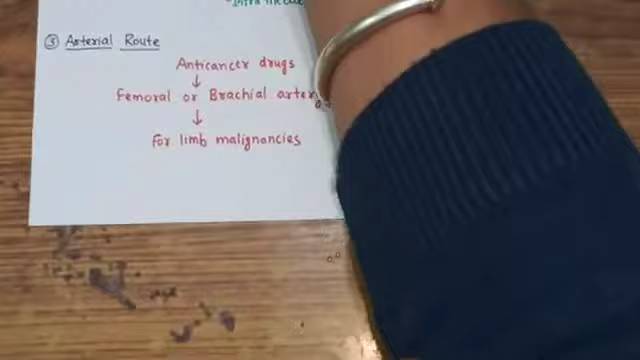 ③ Arterial Route
Anticancer drugs
↓
Femoral or Brachial arter
↓
For limb malignancies